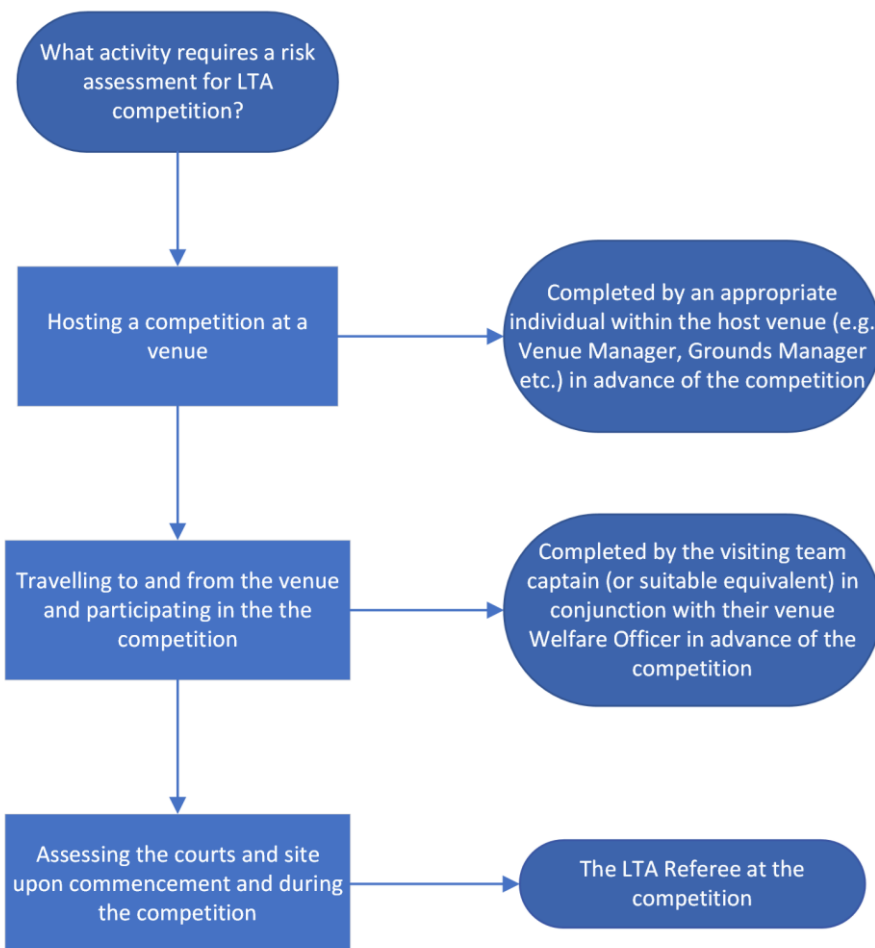 What activity requires a risk
assessment for LTA
competition?
Hosting a competition at a
venue
Completed by an appropriate
individual within the host venue (e.g.
Venue Manager, Grounds Manager
etc.) in advance of the competition
Travelling to and from the venue
and participating in the the
competition
Completed by the visiting team
captain (or suitable equivalent) in
conjunction with their venue
Welfare Officer in advance of the
competition
Assessing the courts and site
upon commencement and during
the competition
The LTA Referee at the
competition